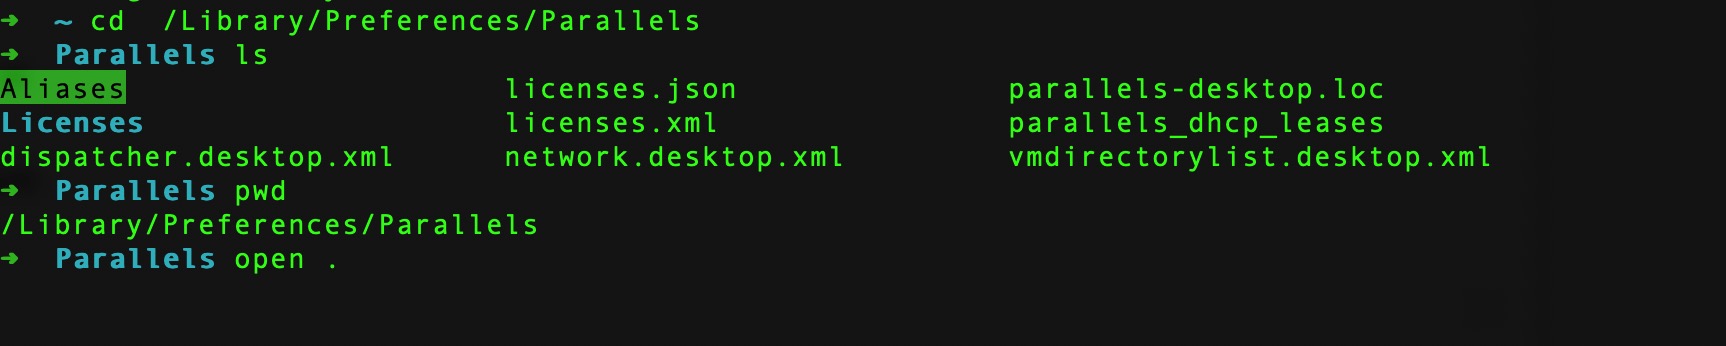 ➜  ~ cd  /Library/Preferences/Parallels
➜  Parallels ls
Aliases                     licenses.json               parallels-desktop.loc
Licenses                    licenses.xml                parallels_dhcp_leases
dispatcher.desktop.xml      network.desktop.xml         vmdirectorylist.desktop.xml
➜  Parallels pwd
/Library/Preferences/Parallels
➜  Parallels open .